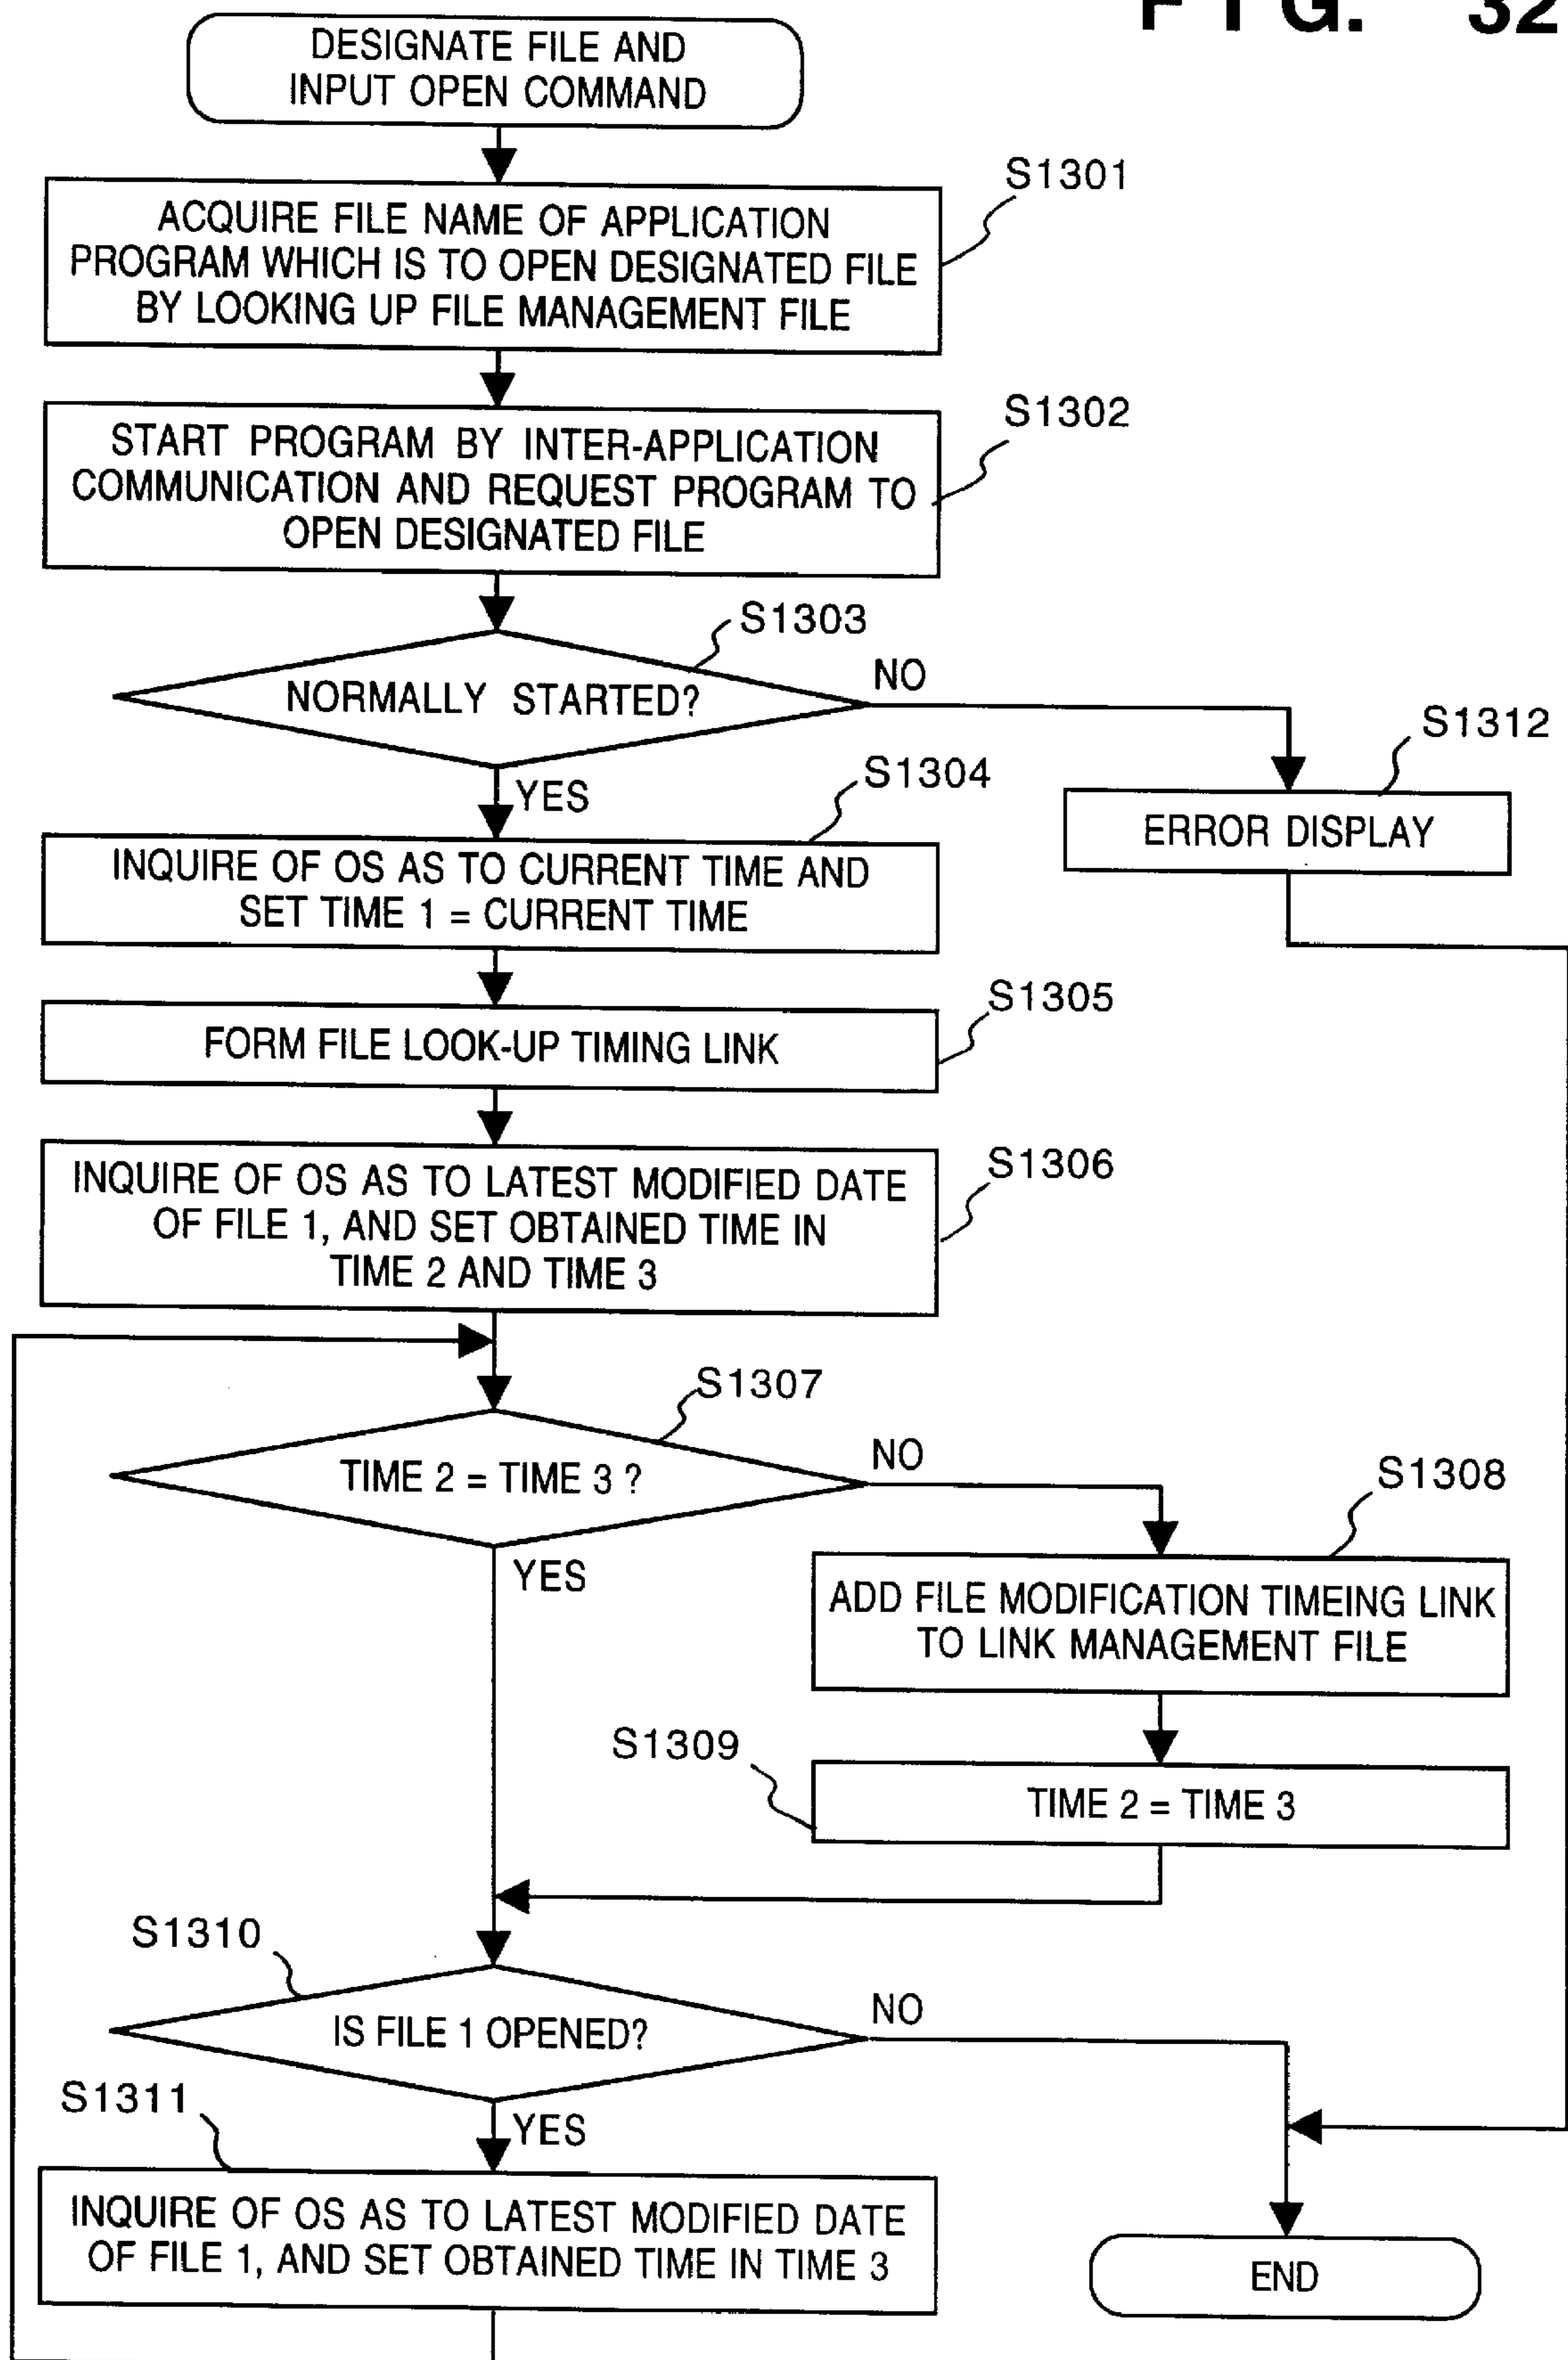 FIG. 32
DESIGNATE FILE AND
INPUT OPEN COMMAND
S1301
ACQUIRE FILE NAME OF APPLICATION
PROGRAM WHICH IS TO OPEN DESIGNATED FILE
BY LOOKING UP FILE MANAGEMENT FILE
S1302
START PROGRAM BY INTER-APPLICATION
COMMUNICATION AND REQUEST PROGRAM TO
OPEN DESIGNATED FILE
S1303
NORMALLY STARTED?
NO
YES
S1312
ERROR DISPLAY
S1304
INQUIRE OF OS AS TO CURRENT TIME AND
SET TIME 1 = CURRENT TIME
S1305
FORM FILE LOOK-UP TIMING LINK
S1306
INQUIRE OF OS AS TO LATEST MODIFIED DATE
OF FILE 1, AND SET OBTAINED TIME IN
TIME 2 AND TIME 3
S1307
TIME 2 = TIME 3 ?
NO
YES
S1308
ADD FILE MODIFICATION TIMEING LINK
TO LINK MANAGEMENT FILE
S1309
TIME 2 = TIME 3
S1310
IS FILE 1 OPENED?
NO
YES
S1311
INQUIRE OF OS AS TO LATEST MODIFIED DATE
OF FILE 1, AND SET OBTAINED TIME IN TIME 3
END